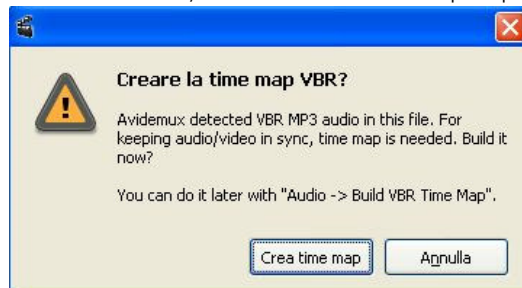 Creare la time map VBR?
Avidemux detected VBR MP3 audio in this file. For
keeping audio/video in sync, time map is needed. Build it
now?
You can do it later with "Audio -> Build VBR Time Map".
Crea time map
Annulla